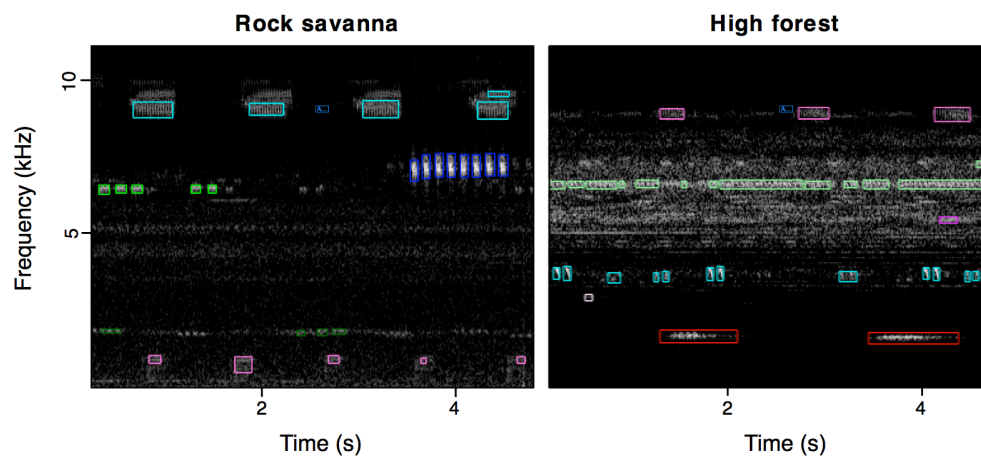 Rock savanna
High forest
10
5
Frequency (kHz)
A...
A...
2
4
2
4
Time (s)
Time (s)